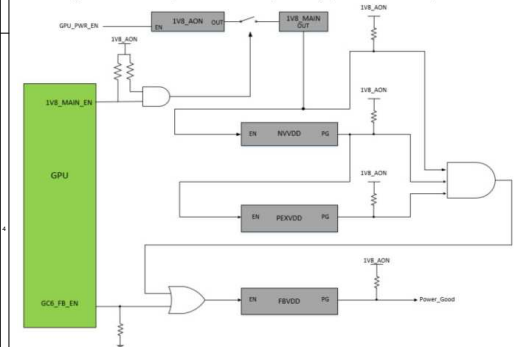 1V8_AON
GPU_PWR_EN
EN
1V8_AON
OUT
1V8_MAIN
OUT
1V8_AON
1V8_MAIN_EN
1V8_AON
EN
NVVDD
PG
GPU
1V8_AON
EN
PEXVDD
PG
4
1V8_AON
GC6_FB_EN
EN
FBVDD
PG
Power_Good